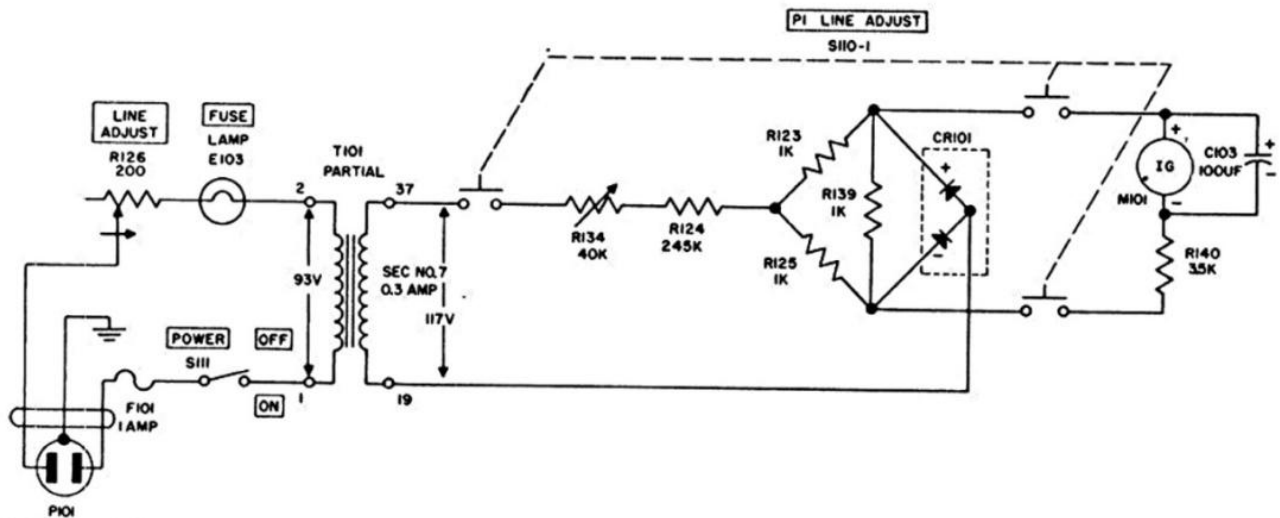 P1 LINE ADJUST
S110-1
LINE
ADJUST
R126
200
FUSE
LAMP
E103
T101
PARTIAL
2
37
93V
SEC NO.7
0.3 AMP
117V
R134
40K
R124
245K
R123
1K
R139
1K
R125
1K
CR101
+
-
+
IG
-
M101
C103
100UF
+
-
R140
35K
POWER
OFF
S111
ON
1
19
F101
1 AMP
P101